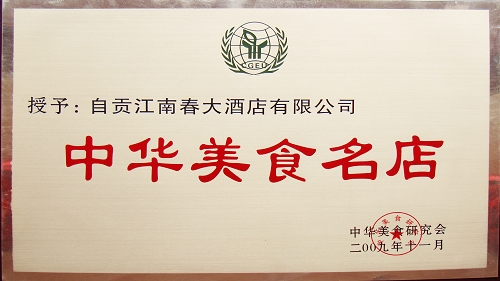 CGEU
授予：自贡江南春大酒店有限公司
中华美食名店
中华美食研究会
二00九年十一月